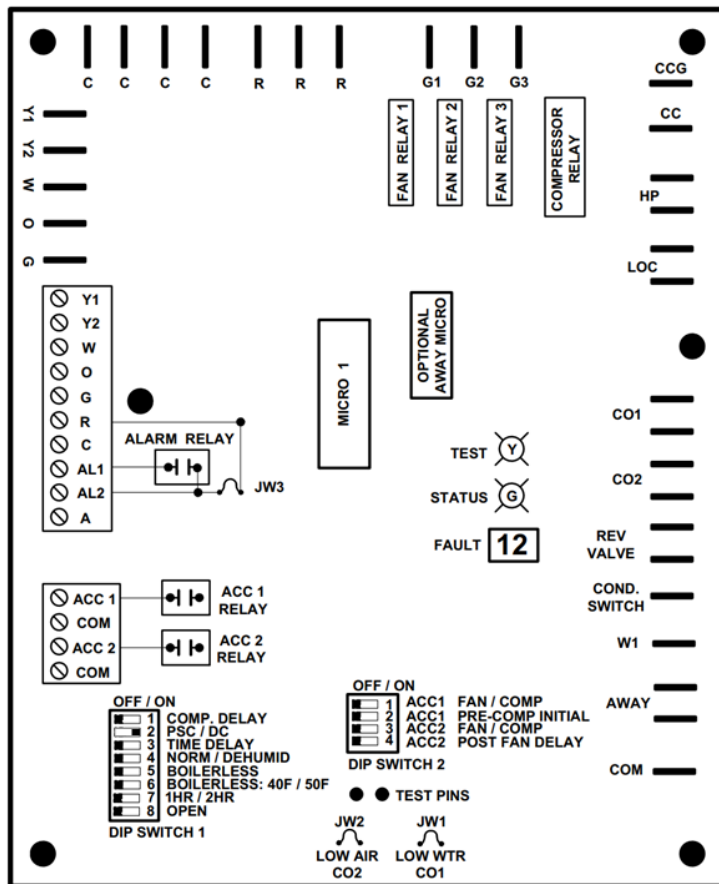 C C C C R R R G1 G2 G3
CCG
CC
HP
LOC
Y1
Y2
W
O
G
FAN RELAY 1
FAN RELAY 2
FAN RELAY 3
COMPRESSOR
RELAY
Y1
Y2
W
O
G
R
C
AL1
AL2
A
ALARM RELAY
JW3
MICRO 1
OPTIONAL
AWAY MICRO
TEST Y
STATUS G
FAULT 12
CO1
CO2
REV
VALVE
COND.
SWITCH
W1
AWAY
COM
ACC 1
COM
ACC 2
COM
ACC 1
RELAY
ACC 2
RELAY
OFF / ON
1 COMP. DELAY
2 PSC / DC
3 TIME DELAY
4 NORM / DEHUMID
5 BOILERLESS
6 BOILERLESS: 40F / 50F
7 1HR / 2HR
8 OPEN
DIP SWITCH 1
OFF / ON
1 ACC1 FAN / COMP
2 ACC1 PRE-COMP INITIAL
3 ACC2 FAN / COMP
4 ACC2 POST FAN DELAY
DIP SWITCH 2
TEST PINS
JW2
LOW AIR
CO2
JW1
LOW WTR
CO1